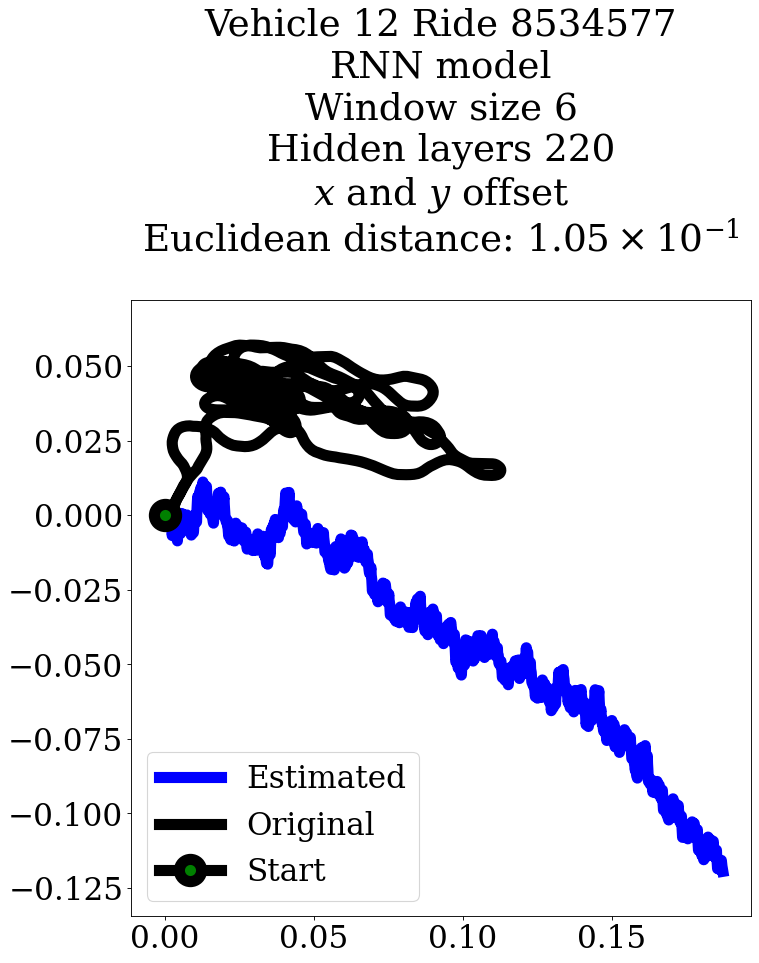 Vehicle 12 Ride 8534577
RNN model
Window size 6
Hidden layers 220
x and y offset
Euclidean distance: 1.05 × 10⁻¹
0.050
0.025
0.000
−0.025
−0.050
−0.075
−0.100
−0.125
Estimated
Original
Start
0.00 0.05 0.10 0.15